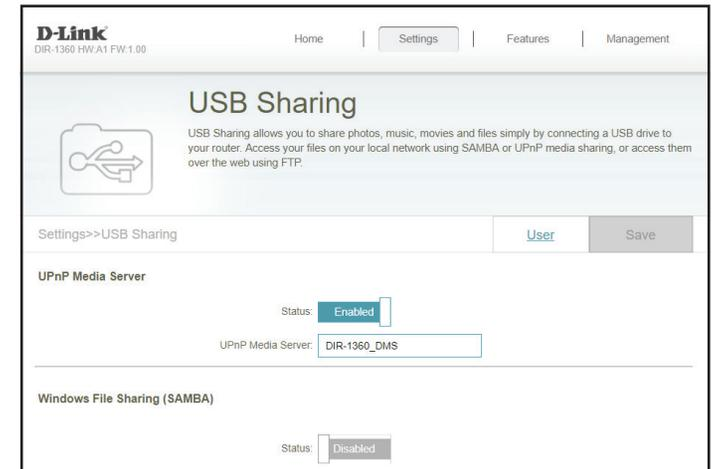 D-Link
DIR-1360 HW:A1 FW:1.00
Home | Settings | Features | Management
USB Sharing
USB Sharing allows you to share photos, music, movies and files simply by connecting a USB drive to
your router. Access your files on your local network using SAMBA or UPnP media sharing, or access them
over the web using FTP.
Settings>>USB Sharing User Save
UPnP Media Server
Status: Enabled
UPnP Media Server: DIR-1360_DMS
Windows File Sharing (SAMBA)
Status: Disabled